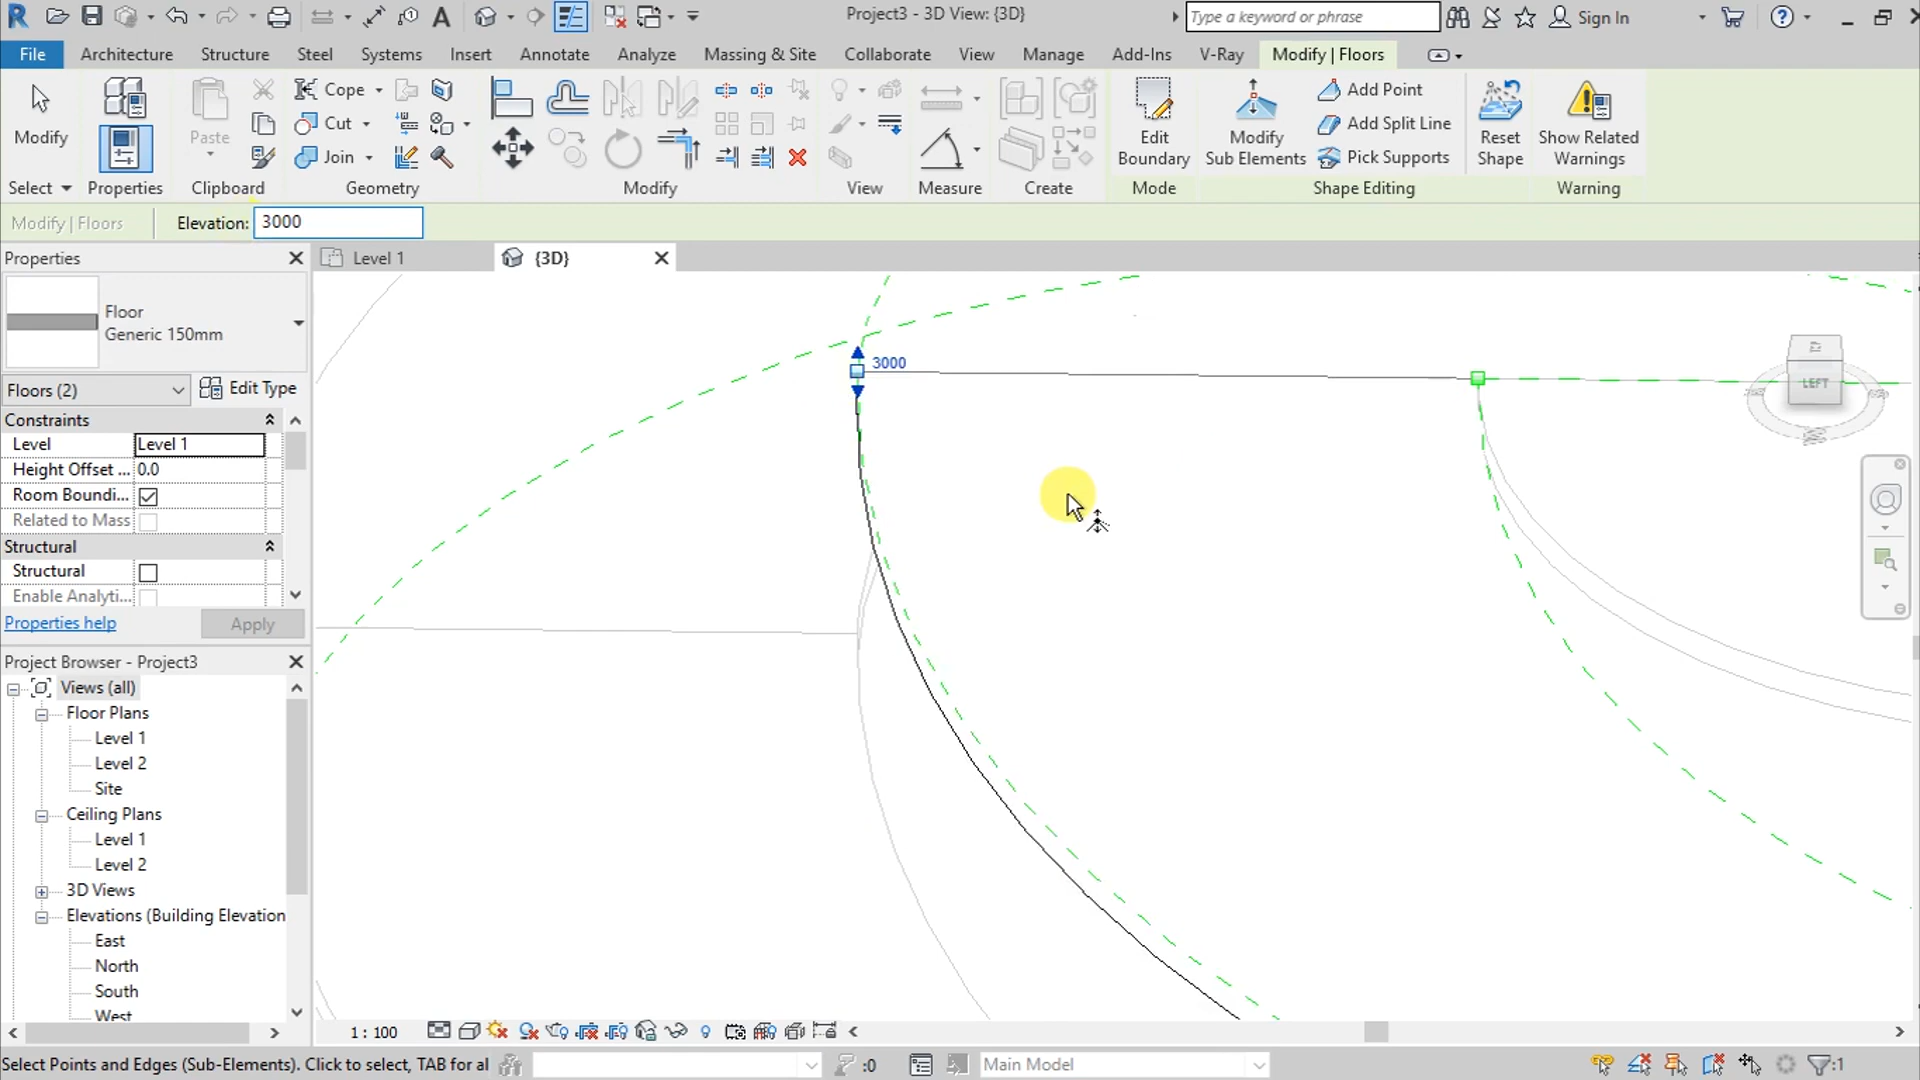 Project3 - 3D View: {3D}
Type a keyword or phrase
Sign In
File
Architecture
Structure
Steel
Systems
Insert
Annotate
Analyze
Massing & Site
Collaborate
View
Manage
Add-Ins
V-Ray
Modify | Floors
Modify
Paste
Cope
Cut
Join
Edit
Boundary
Modify
Sub Elements
Add Point
Add Split Line
Pick Supports
Reset
Shape
Show Related
Warnings
Select
Properties
Clipboard
Geometry
Modify
View
Measure
Create
Mode
Shape Editing
Warning
Modify | Floors
Elevation:
3000
Properties
Level 1
{3D}
Floor
Generic 150mm
3000
LEFT
Floors (2)
Edit Type
Constraints
Level
Level 1
Height Offset ...
0.0
Room Boundi...
Related to Mass
Structural
Structural
Enable Analyti...
Properties help
Apply
Project Browser - Project3
Views (all)
Floor Plans
Level 1
Level 2
Site
Ceiling Plans
Level 1
Level 2
3D Views
Elevations (Building Elevation
East
North
South
West
1 : 100
Select Points and Edges (Sub-Elements). Click to select, TAB for al
:0
Main Model
:1